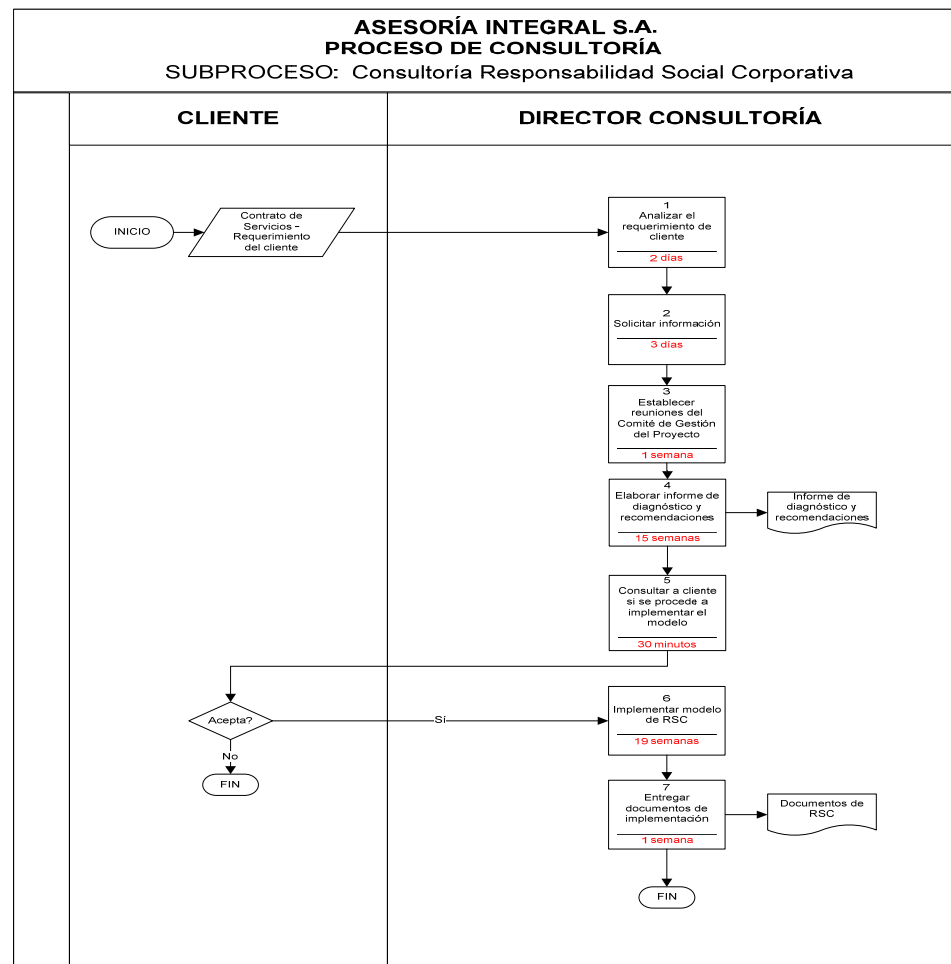 ASESORÍA INTEGRAL S.A.
PROCESO DE CONSULTORÍA
SUBPROCESO: Consultoría Responsabilidad Social Corporativa
CLIENTE
DIRECTOR CONSULTORÍA
INICIO
Contrato de
Servicios –
Requerimiento
del cliente
1
Analizar el
requerimiento de
cliente
2 días
2
Solicitar información
3 días
3
Establecer
reuniones del
Comité de Gestión
del Proyecto
1 semana
4
Elaborar informe de
diagnóstico y
recomendaciones
15 semanas
Informe de
diagnóstico y
recomendaciones
5
Consultar a cliente
si se procede a
implementar el
modelo
30 minutos
Acepta?
Sí
No
FIN
6
Implementar modelo
de RSC
19 semanas
7
Entregar
documentos de
implementación
1 semana
Documentos de
RSC
FIN